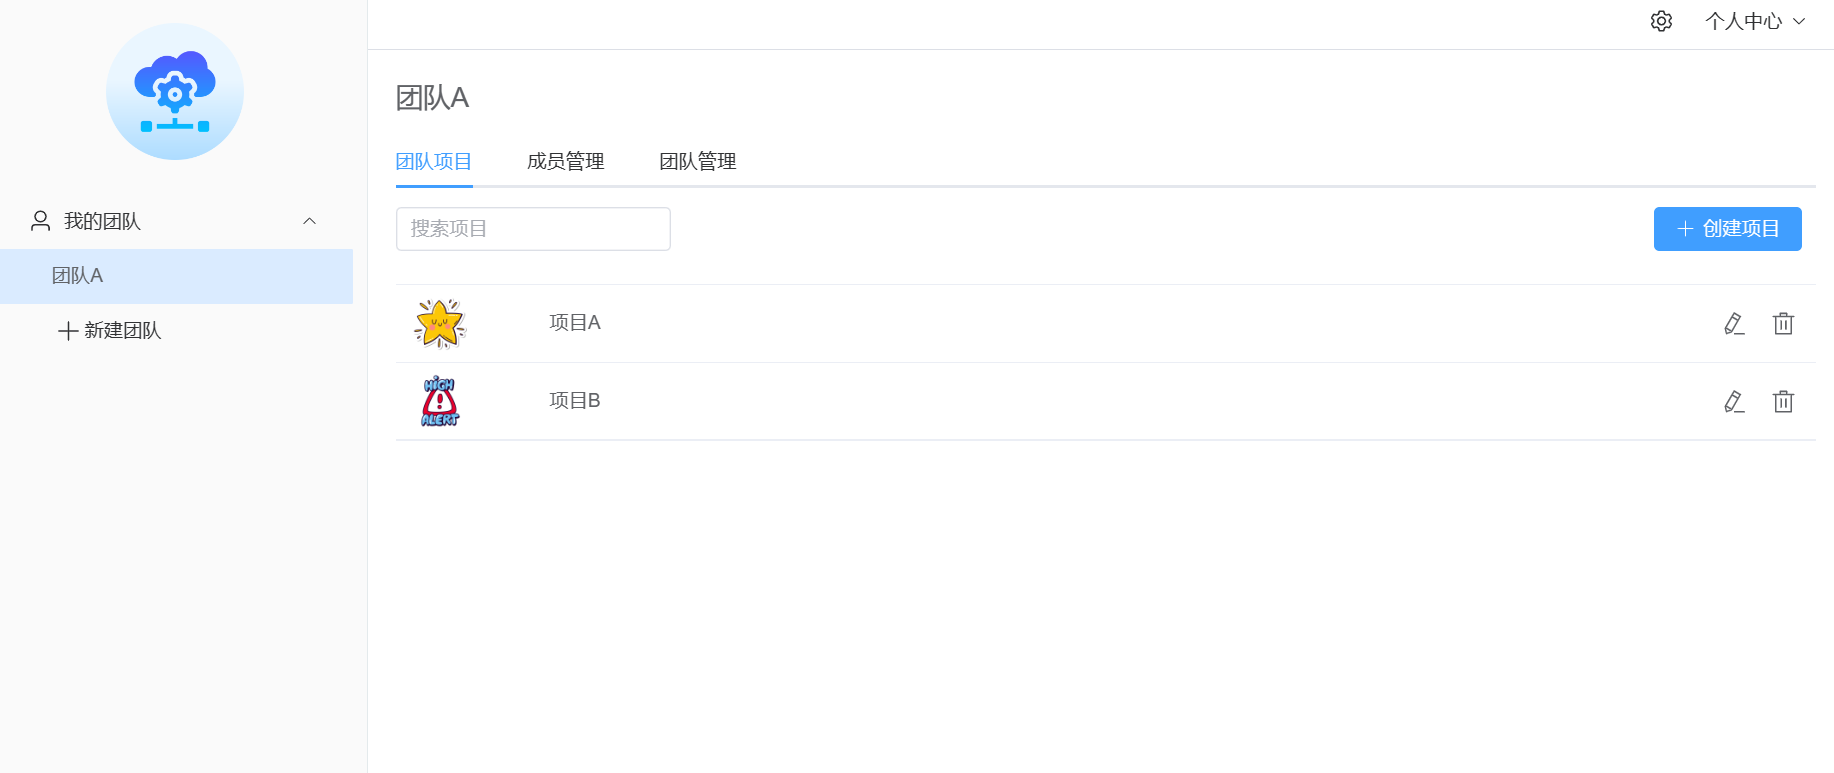 个人中心
我的团队
团队A
新建团队
团队A
团队项目 成员管理 团队管理
搜索项目
创建项目
项目A
HIGH
ALERT
项目B